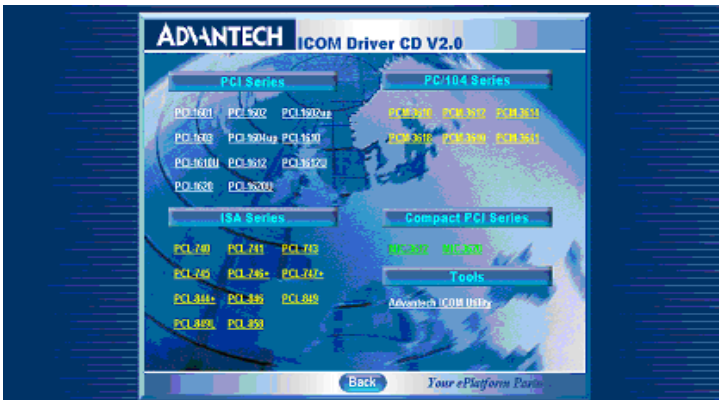 ADVANTECH ICOM Driver CD V2.0
PCI Series
PCI-1601 PCI-1602 PCI-1602up
PCI-1603 PCI-1604up PCI-1610
PCI-1610U PCI-1612 PCI-1612U
PCI-1620 PCI-1620U
PC/104 Series
PCM-3610 PCM-3612 PCM-3614
PCM-3618 PCM-3641
ISA Series
PCL-740 PCL-741 PCL-743
PCL-745 PCL-746+ PCL-747+
PCL-844+ PCL-846 PCL-849
PCL-849L PCL-858
Compact PCI Series
Tools
Advantech ICOM Utility
Back
Your ePlatform